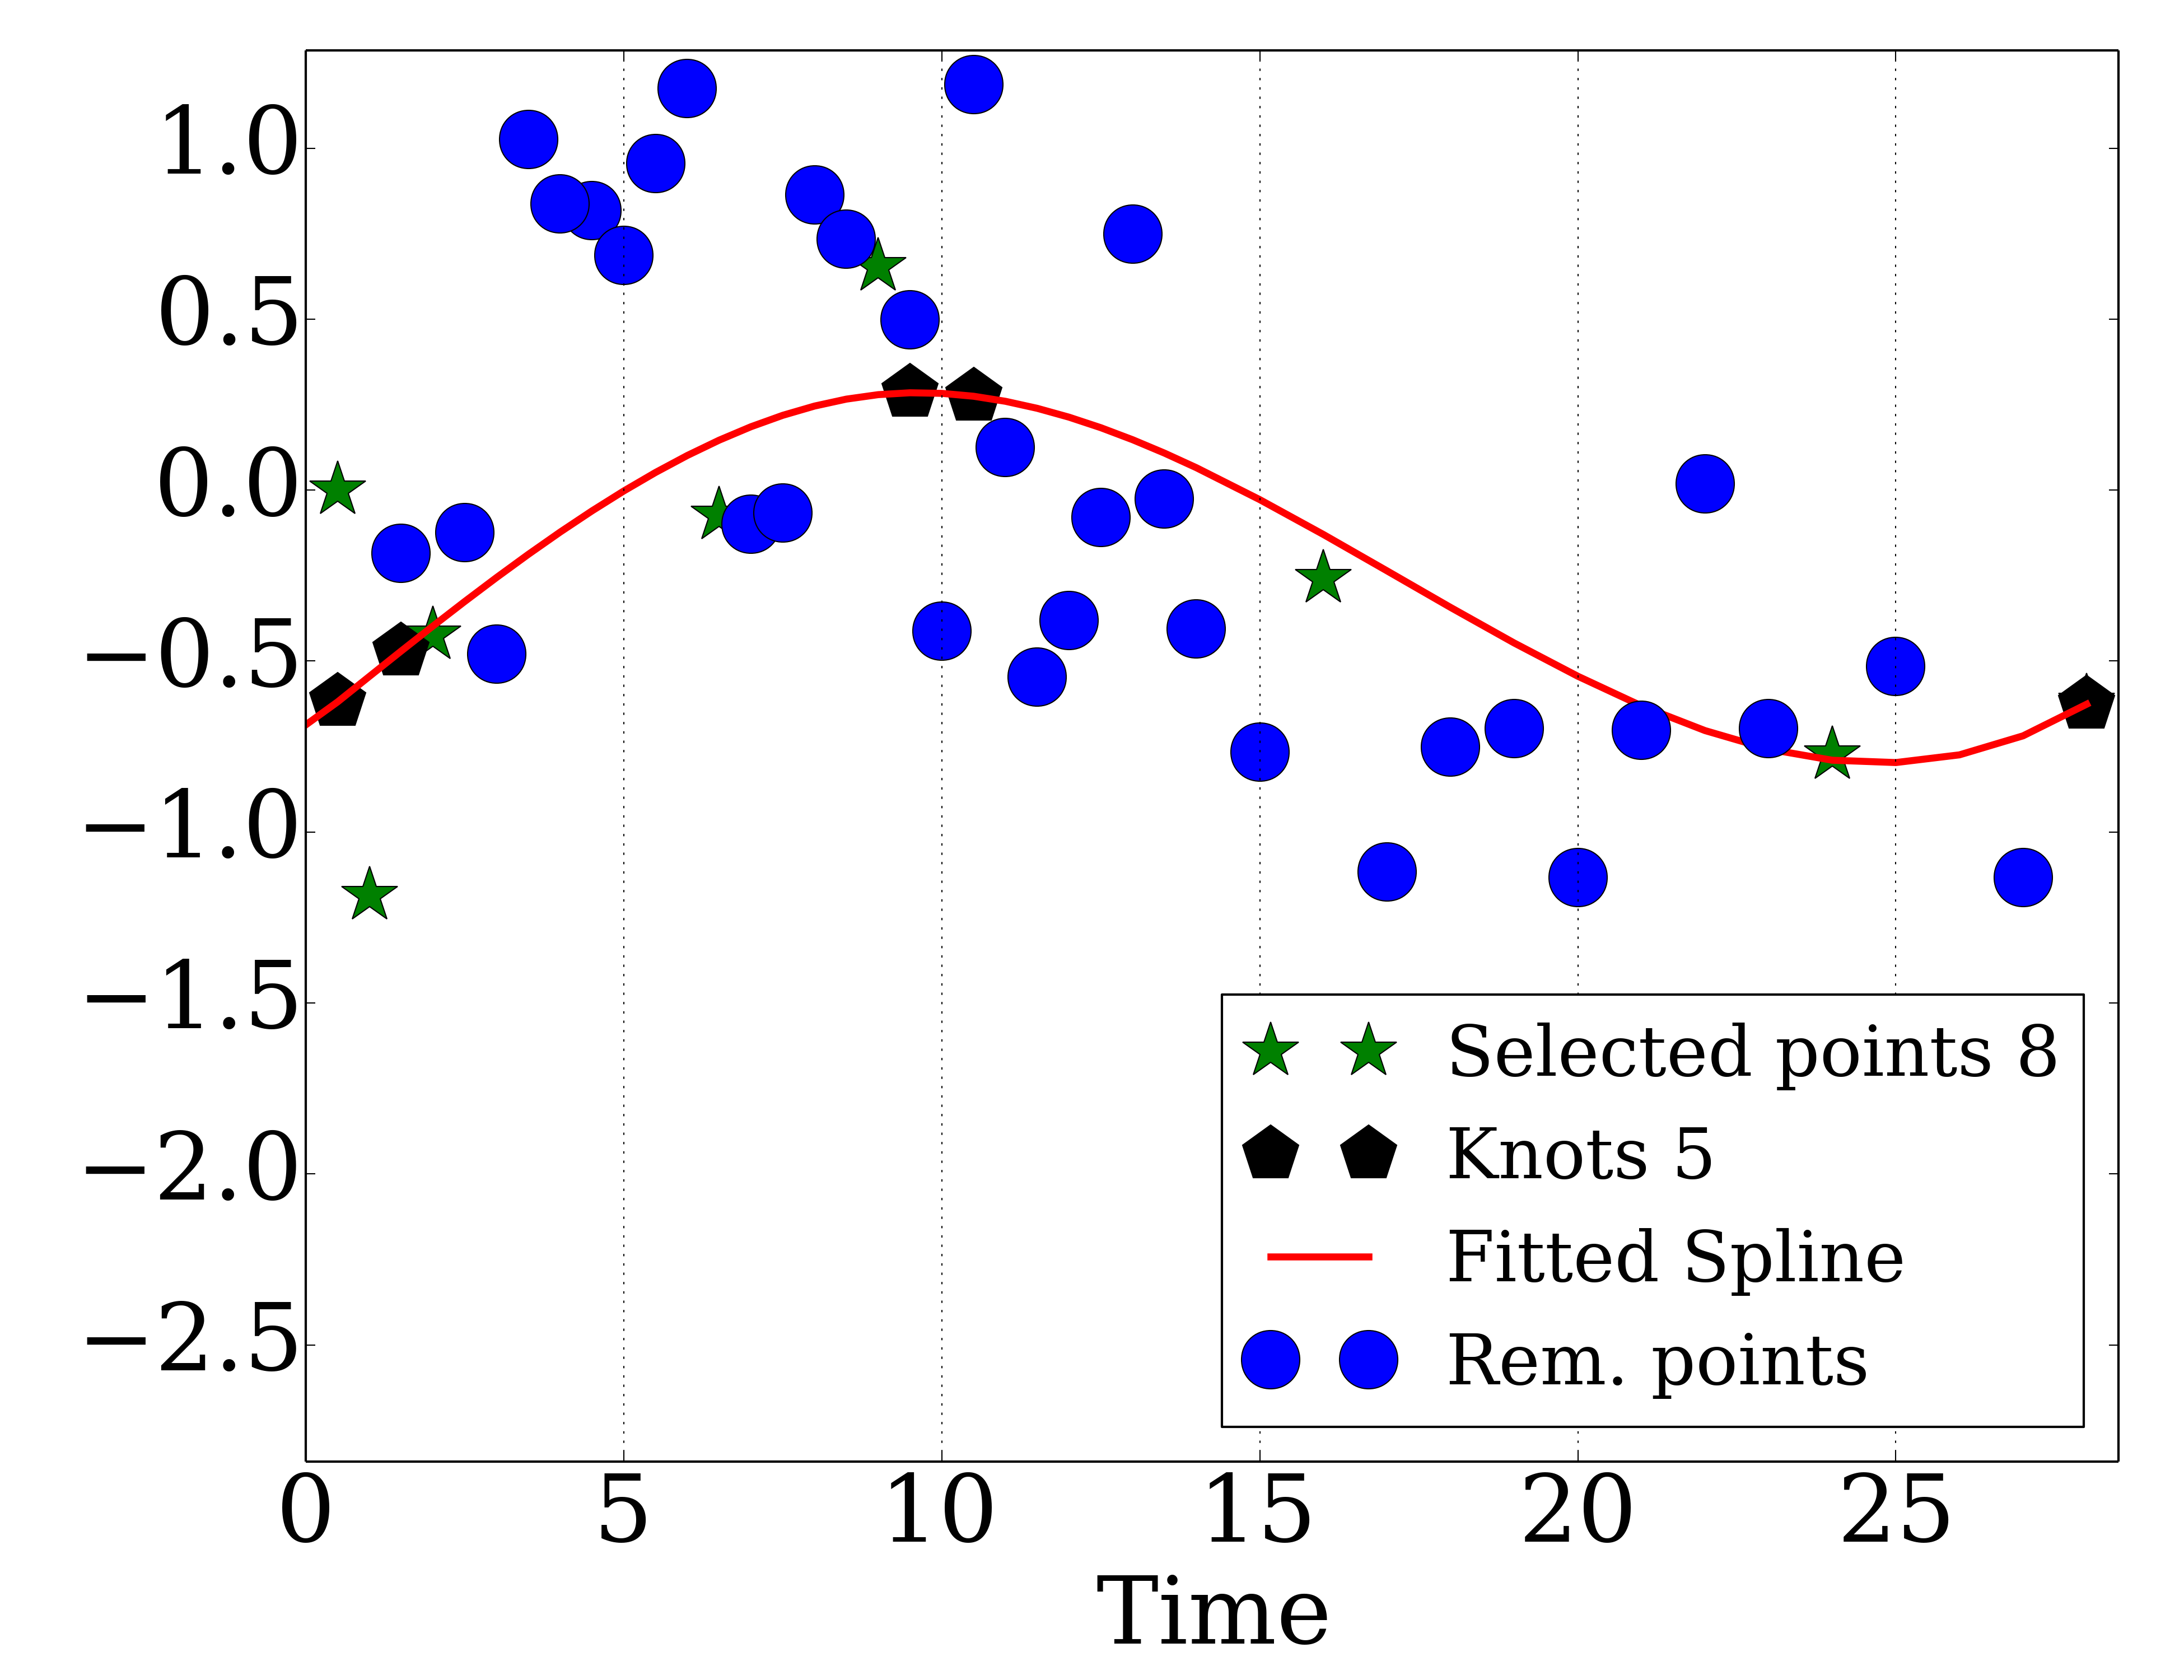 1.0
0.5
0.0
−0.5
−1.0
−1.5
−2.0
−2.5
Selected points 8
Knots 5
Fitted Spline
Rem. points
0 5 10 15 20 25
Time